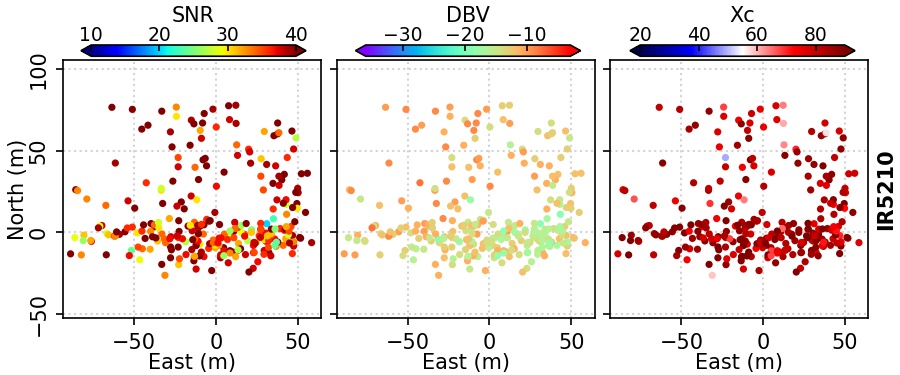 SNR DBV Xc
10 20 30 40 −30 −20 −10 20 40 60 80
100
50
0
−50
North (m)
IR5210
−50 0 50 −50 0 50 −50 0 50
East (m) East (m) East (m)